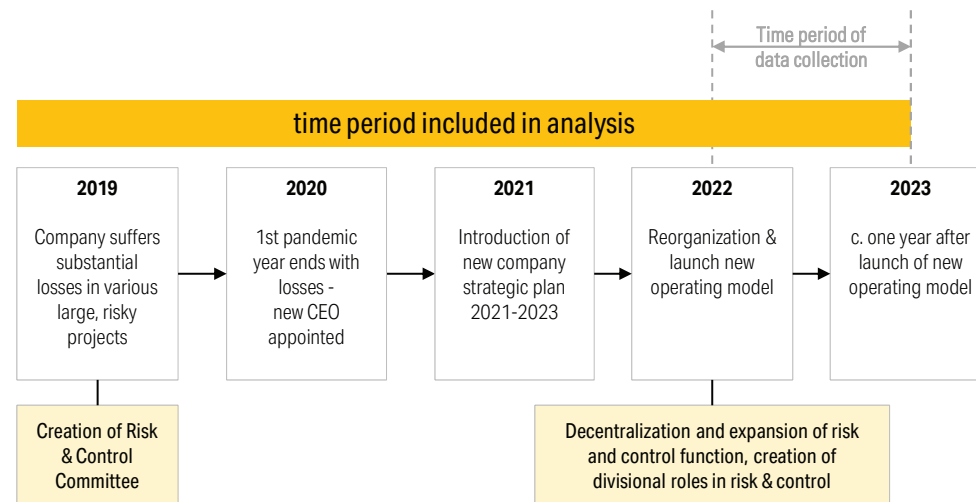 Time period of
data collection
time period included in analysis
2019
Company suffers
substantial
losses in various
large, risky
projects
2020
1st pandemic
year ends with
losses -
new CEO
appointed
2021
Introduction of
new company
strategic plan
2021-2023
2022
Reorganization &
launch new
operating model
2023
c. one year after
launch of new
operating model
Creation of Risk
& Control
Committee
Decentralization and expansion of risk
and control function, creation of
divisional roles in risk & control